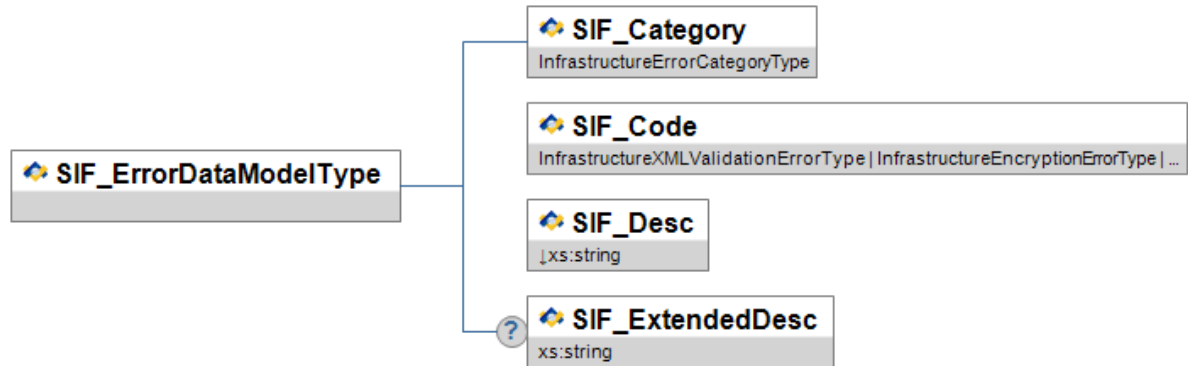 SIF_Category
InfrastructureErrorCategoryType
SIF_Code
InfrastructureXMLValidationErrorType | InfrastructureEncryptionErrorType | ...
SIF_ErrorDataModelType
SIF_Desc
↓xs:string
?
SIF_ExtendedDesc
xs:string